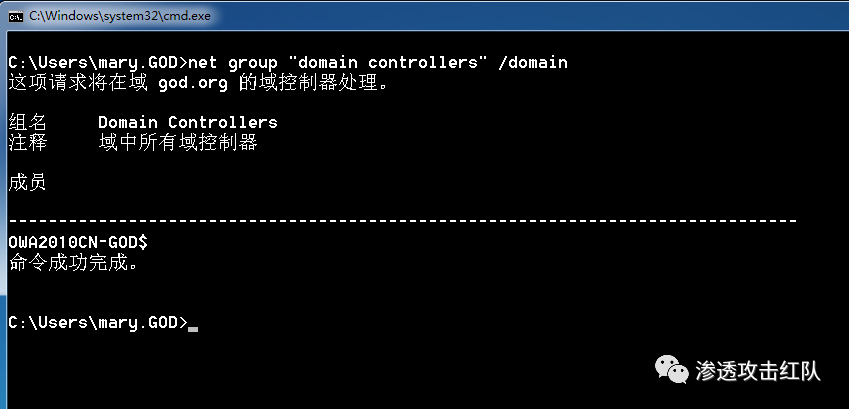 C:\Windows\system32\cmd.exe
C:\Users\mary.GOD>net group "domain controllers" /domain
这项请求将在域 god.org 的域控制器处理。
组名     Domain Controllers
注释     域中所有域控制器
成员
-------------------------------------------------------------------------------
OWA2010CN-GOD$
命令成功完成。
C:\Users\mary.GOD>_
渗透攻击红队